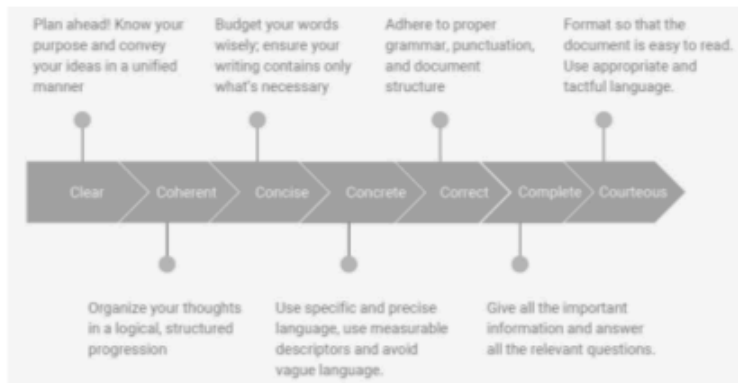 Plan ahead! Know your
purpose and convey
your ideas in a unified
manner
Budget your words
wisely; ensure your
writing contains only
what's necessary
Adhere to proper
grammar, punctuation,
and document
structure
Format so that the
document is easy to read.
Use appropriate and
tactful language.
Clear
Coherent
Concise
Concrete
Correct
Complete
Courteous
Organize your thoughts
in a logical, structured
progression
Use specific and precise
language, use measurable
descriptors and avoid
vague language.
Give all the important
information and answer
all the relevant questions.